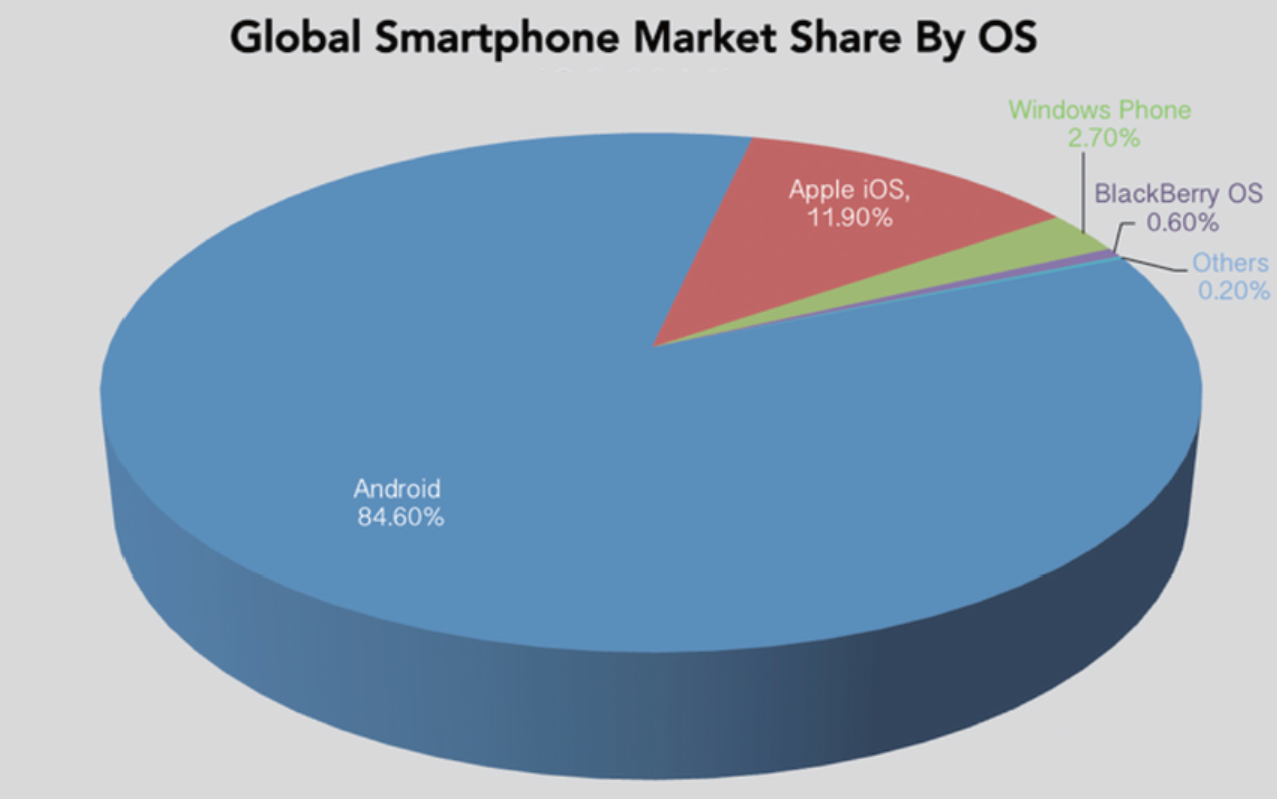 Global Smartphone Market Share By OS
Windows Phone
2.70%
Apple iOS,
11.90%
BlackBerry OS
0.60%
Others
0.20%
Android
84.60%